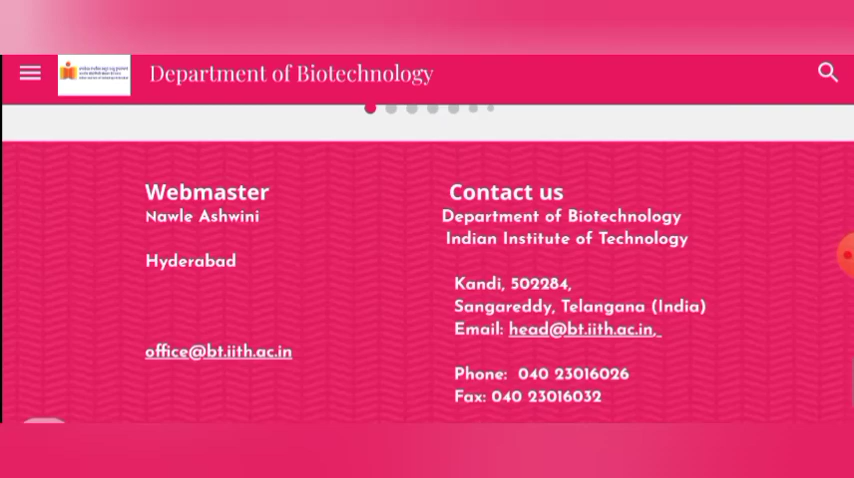 Department of Biotechnology
Webmaster
Nawle Ashwini
Hyderabad
office@bt.iith.ac.in
Contact us
Department of Biotechnology
Indian Institute of Technology
Kandi, 502284,
Sangareddy, Telangana (India)
Email: head@bt.iith.ac.in,
Phone: 040 23016026
Fax: 040 23016032